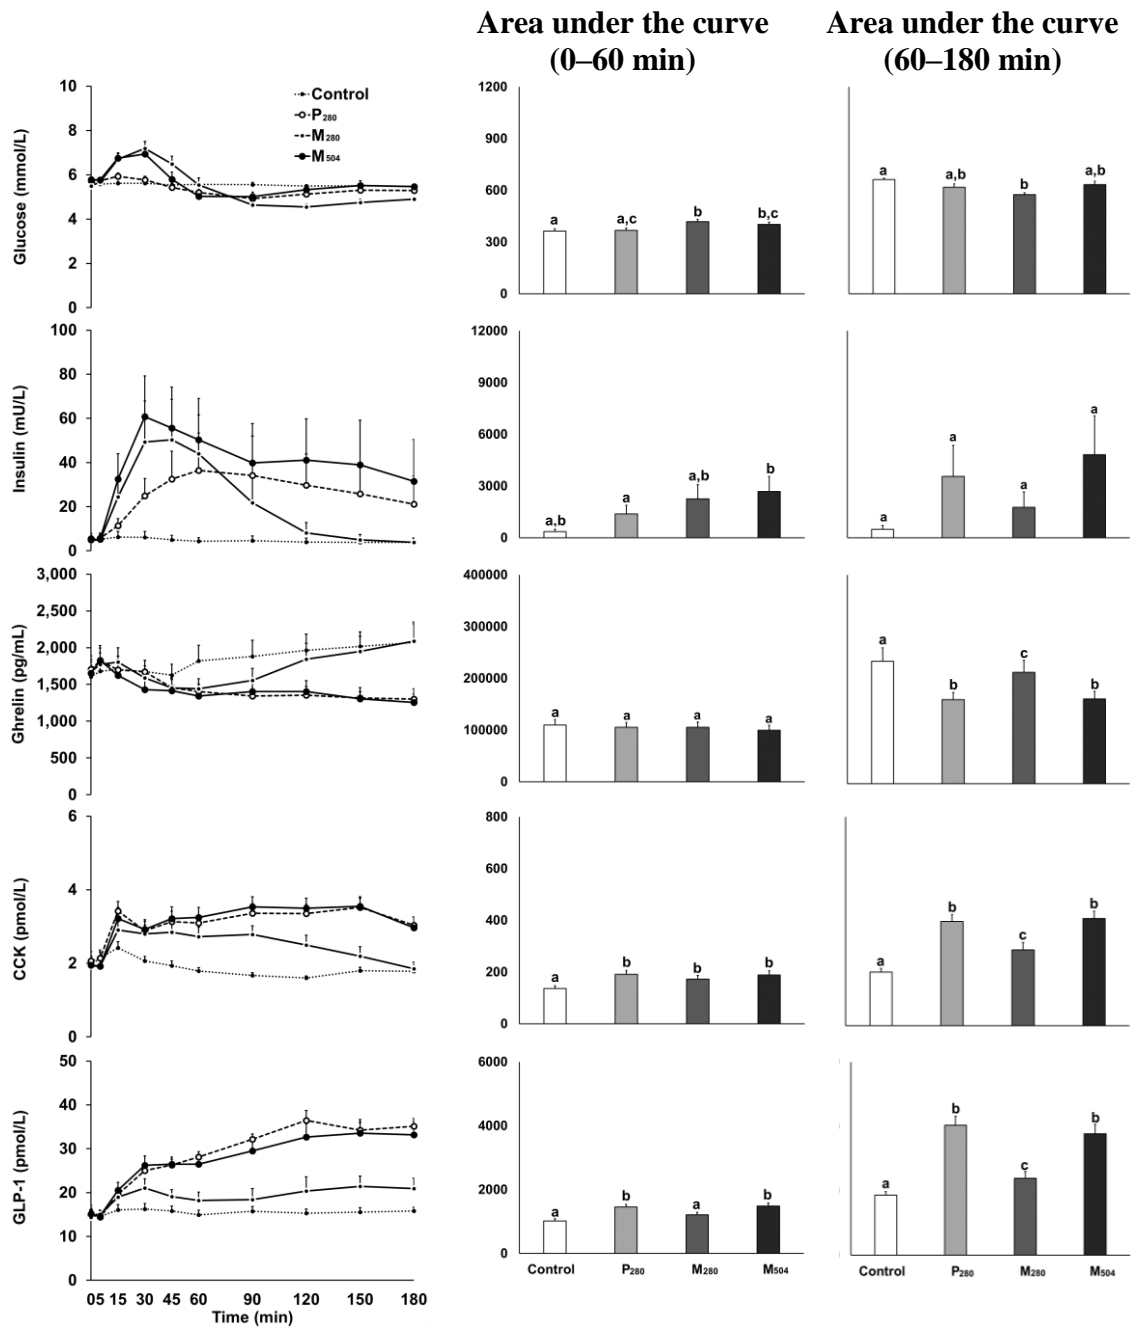 Area under the curve
(0–60 min)
Area under the curve
(60–180 min)
Glucose (mmol/L)
10
8
6
4
2
0
Control
P280
M280
M504
1200
900
600
300
0
a
a,c
b
b,c
a
a,b
b
a,b
Insulin (mU/L)
100
80
60
40
20
0
12000
9000
6000
3000
0
a,b
a
a,b
b
a
a
a
a
Ghrelin (pg/mL)
3,000
2,500
2,000
1,500
1,000
500
0
400000
300000
200000
100000
0
a
a
a
a
a
b
c
b
CCK (pmol/L)
6
4
2
0
800
600
400
200
0
a
b
b
b
a
b
c
b
GLP-1 (pmol/L)
50
40
30
20
10
0
05 15 30 45 60 90 120 150 180
Time (min)
6000
4000
2000
0
a
b
a
b
Control P280 M280 M504
a
b
c
b
Control P280 M280 M504